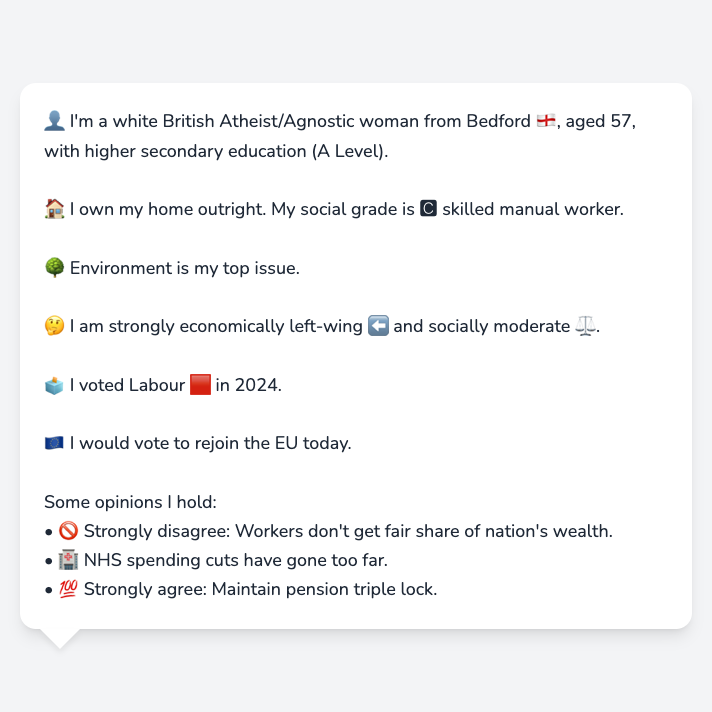 👤 I'm a white British Atheist/Agnostic woman from Bedford 🏴󠁧󠁢󠁥󠁮󠁧󠁿, aged 57,
with higher secondary education (A Level).
🏠 I own my home outright. My social grade is 🅲 skilled manual worker.
🌳 Environment is my top issue.
🤔 I am strongly economically left-wing ⬅️ and socially moderate ⚖️.
🗳️ I voted Labour 🟥 in 2024.
🇪🇺 I would vote to rejoin the EU today.
Some opinions I hold:
• 🚫 Strongly disagree: Workers don't get fair share of nation's wealth.
• 🏥 NHS spending cuts have gone too far.
• 💯 Strongly agree: Maintain pension triple lock.